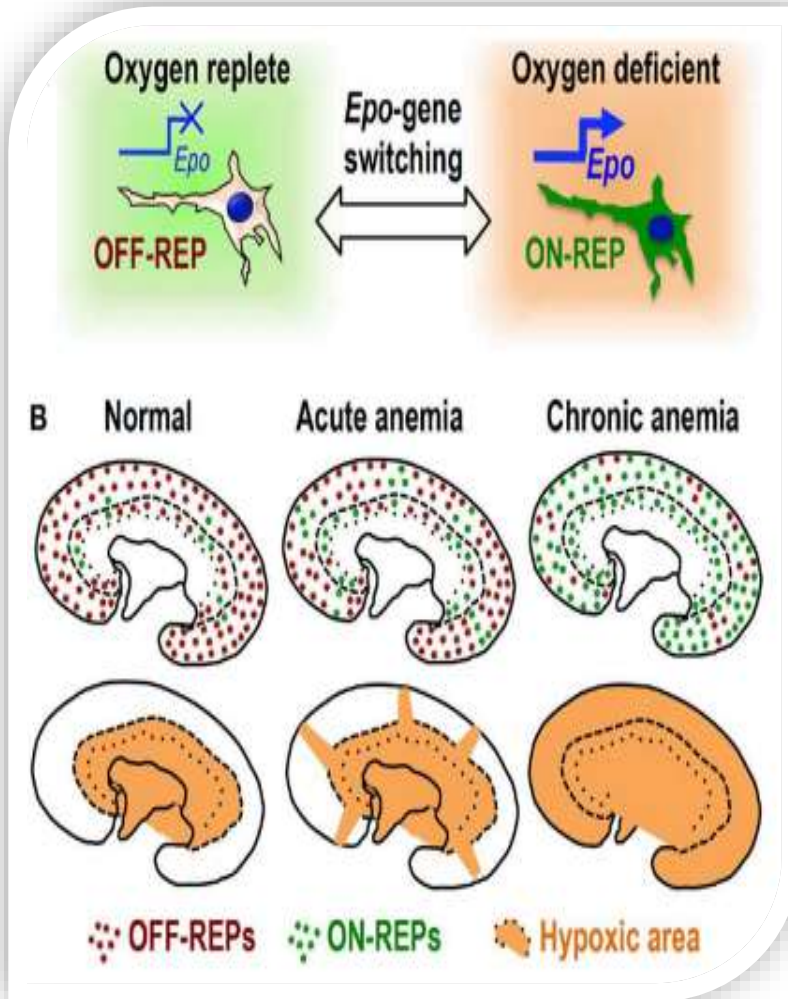 Oxygen replete
Oxygen deficient
Epo-gene
switching
Epo
Epo
OFF-REP
ON-REP
B Normal Acute anemia Chronic anemia
OFF-REPs ON-REPs Hypoxic area